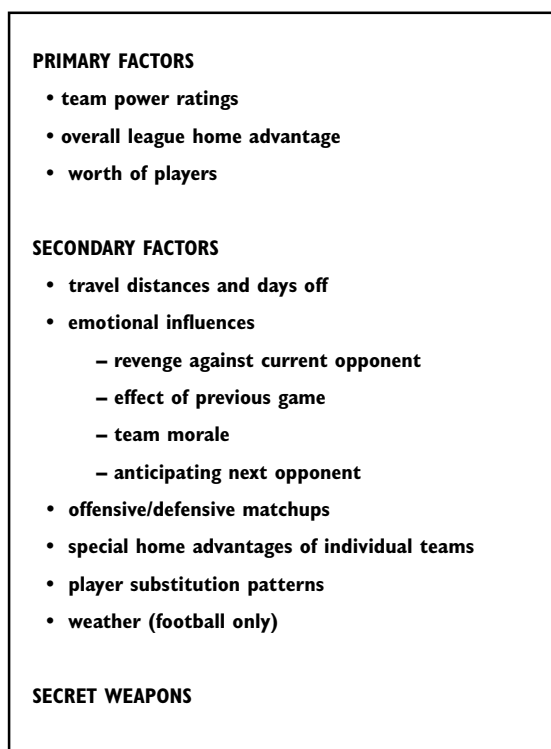 PRIMARY FACTORS
• team power ratings
• overall league home advantage
• worth of players
SECONDARY FACTORS
• travel distances and days off
• emotional influences
– revenge against current opponent
– effect of previous game
– team morale
– anticipating next opponent
• offensive/defensive matchups
• special home advantages of individual teams
• player substitution patterns
• weather (football only)
SECRET WEAPONS